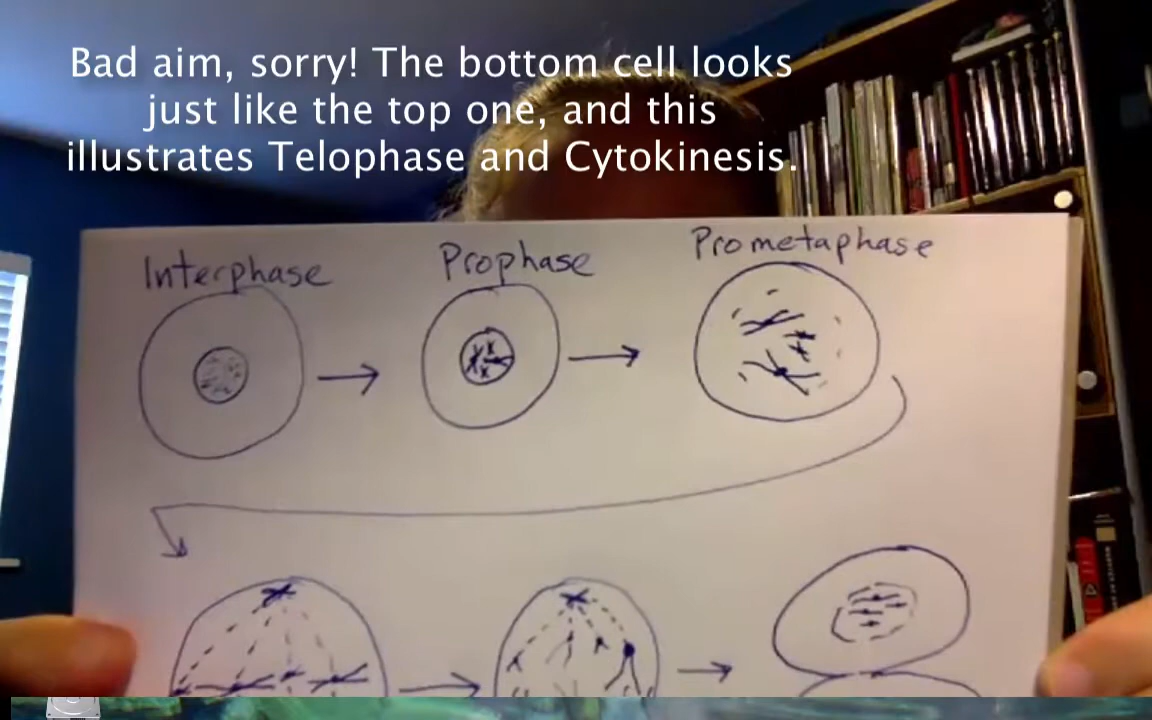 Bad aim, sorry! The bottom cell looks
just like the top one, and this
illustrates Telophase and Cytokinesis.
Interphase
Prophase
Prometaphase